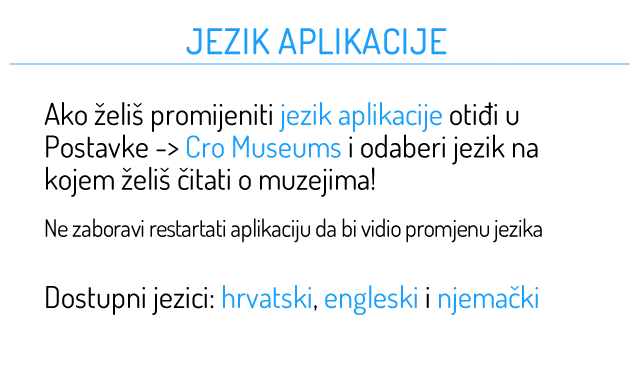 JEZIK APLIKACIJE
Ako želiš promijeniti jezik aplikacije otiđi u
Postavke -> Cro Museums i odaberi jezik na
kojem želiš čitati o muzejima!
Ne zaboravi restartati aplikaciju da bi vidio promjenu jezika
Dostupni jezici: hrvatski, engleski i njemački